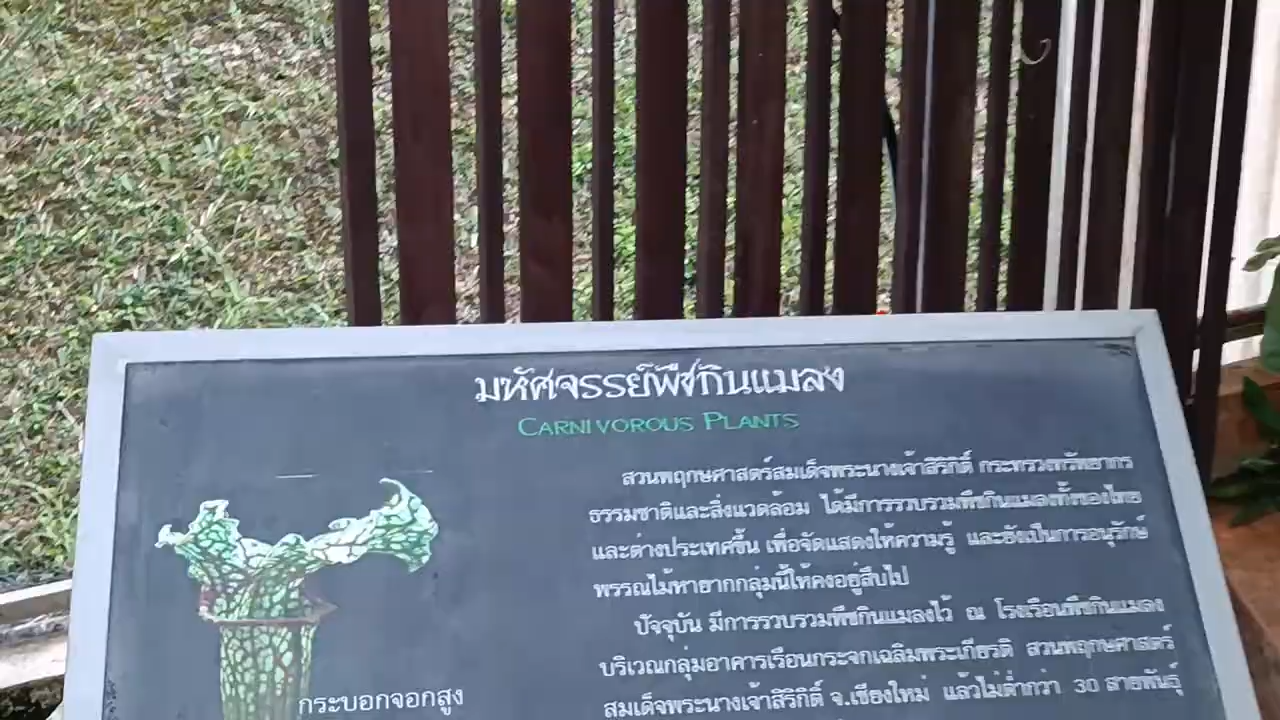 มหัศจรรย์พืชกินแมลง
CARNIVOROUS PLANTS
สวนพฤกษศาสตร์สมเด็จพระนางเจ้าสิริกิติ์ กระทรวงทรัพยากร
ธรรมชาติและสิ่งแวดล้อม ได้มีการรวบรวมพืชกินแมลงทั้งของไทย
และต่างประเทศขึ้น เพื่อจัดแสดงให้ความรู้ และยังเป็นการอนุรักษ์
พรรณไม้หายากกลุ่มนี้ให้คงอยู่สืบไป
ปัจจุบัน มีการรวบรวมพืชกินแมลงไว้ ณ โรงเรือนพืชกินแมลง
บริเวณกลุ่มอาคารเรือนกระจกเฉลิมพระเกียรติ สวนพฤกษศาสตร์
สมเด็จพระนางเจ้าสิริกิติ์ จ.เชียงใหม่ แล้วไม่ต่ำกว่า 30 สายพันธุ์
กระบอกจอกสูง